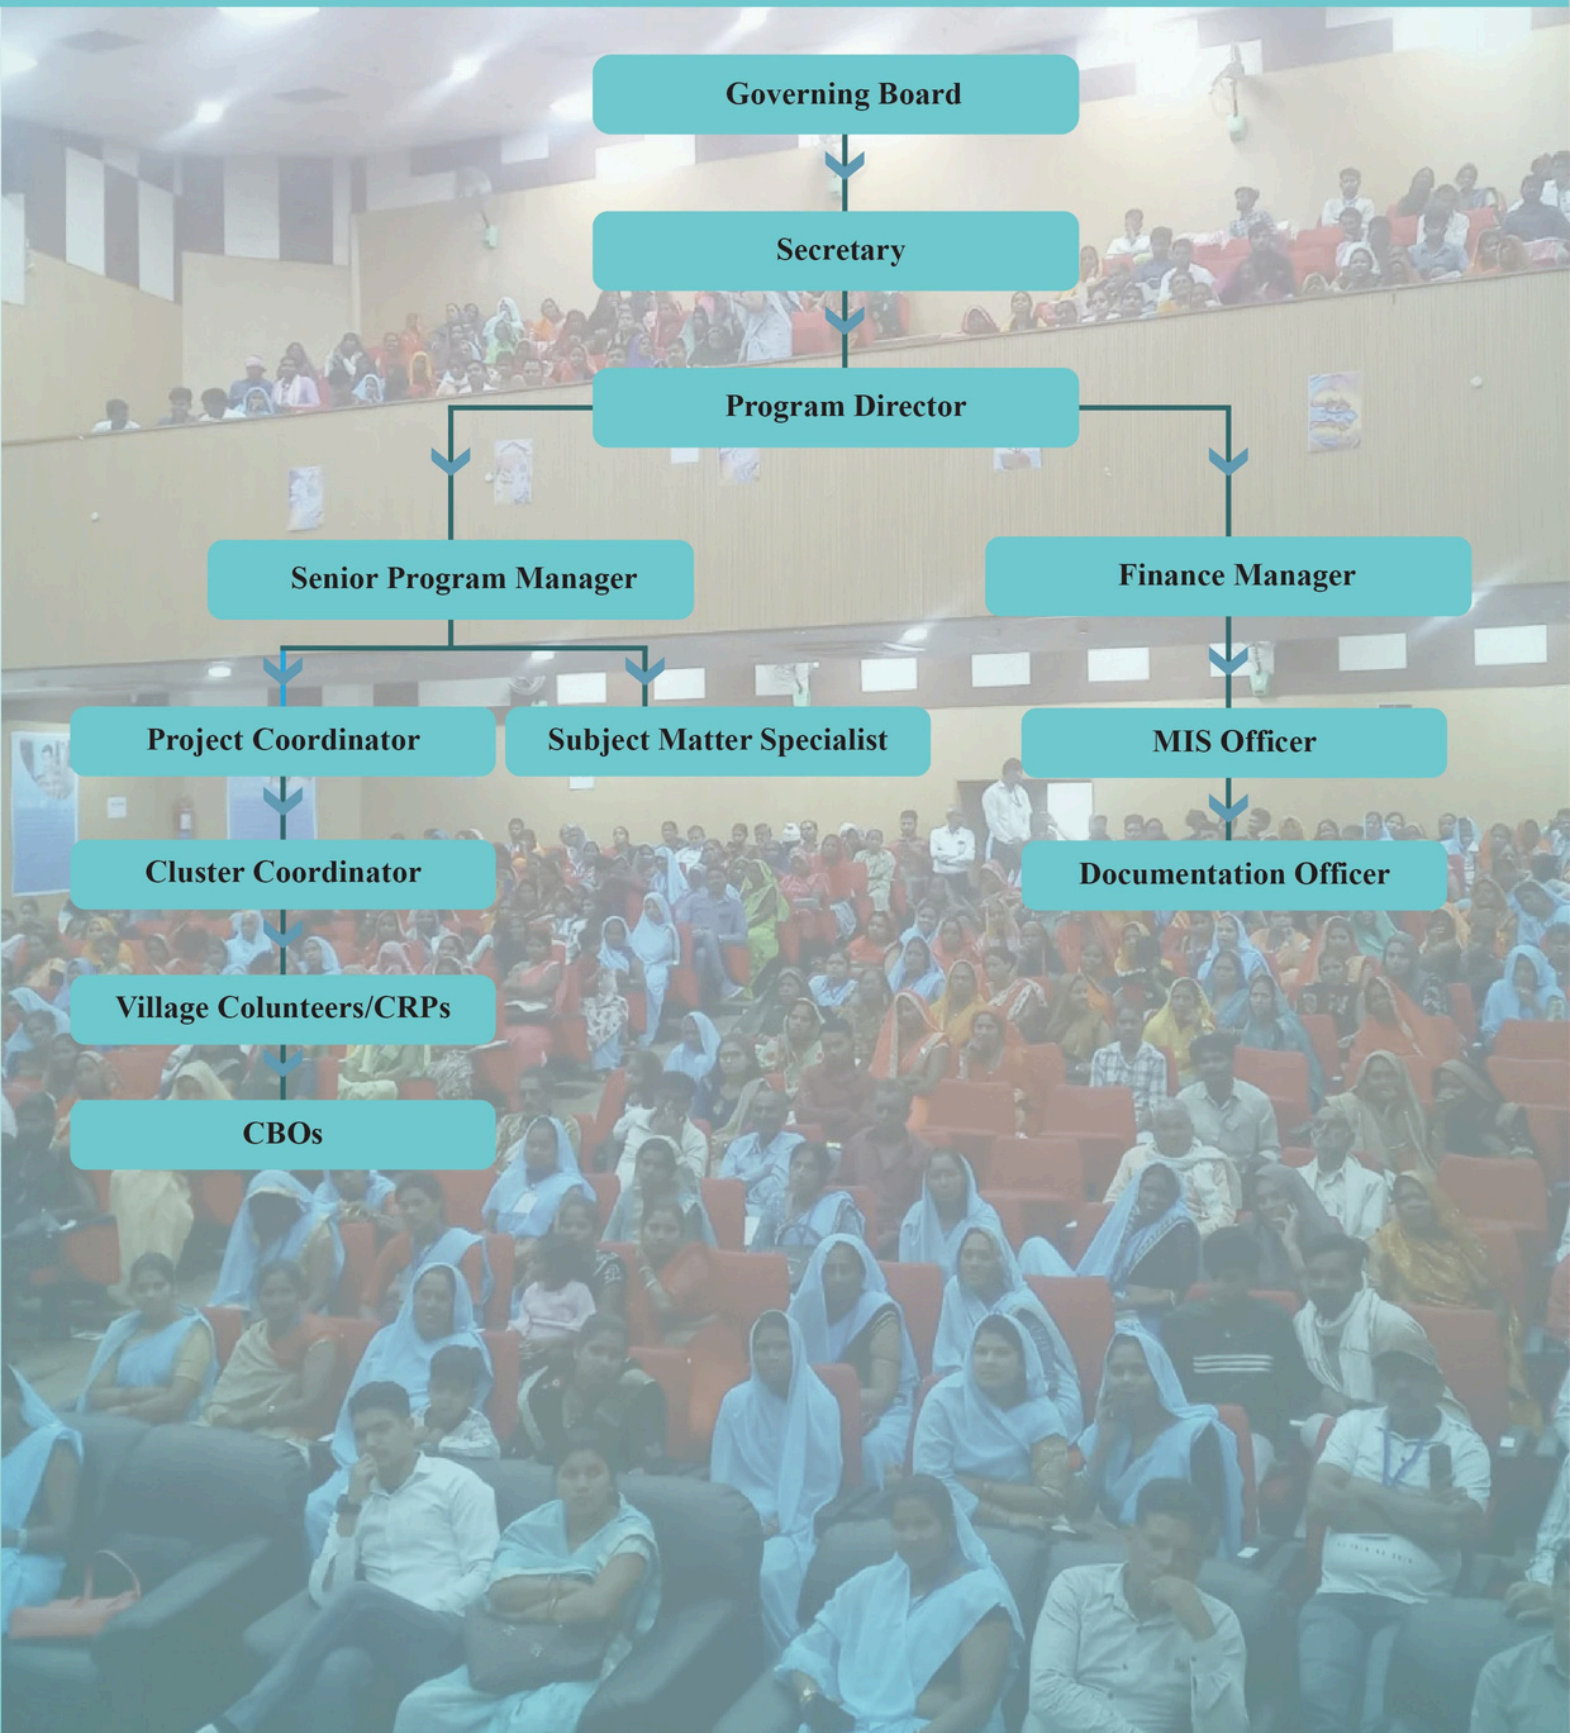 Governing Board
Secretary
Program Director
Senior Program Manager
Finance Manager
Project Coordinator
Subject Matter Specialist
MIS Officer
Cluster Coordinator
Documentation Officer
Village Colunteers/CRPs
CBOs